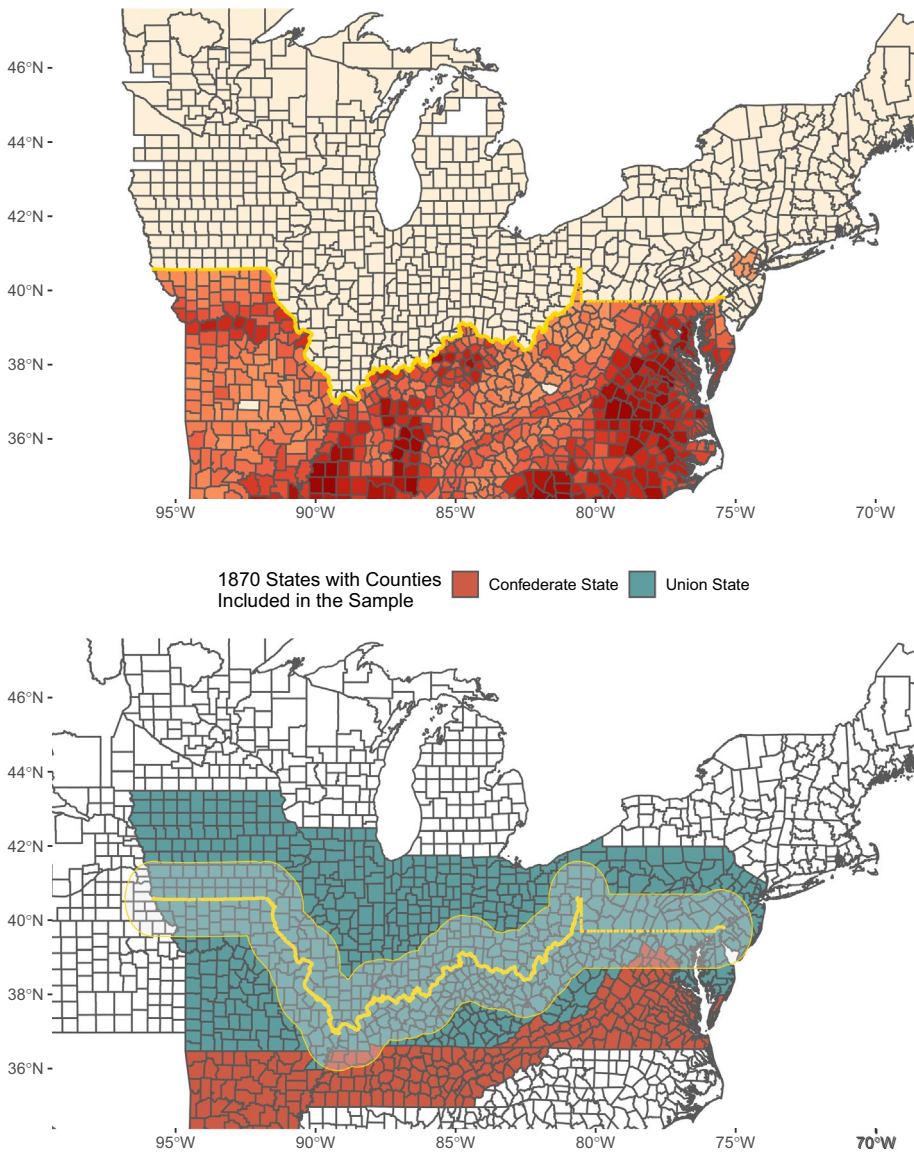 46°N
44°N
42°N
40°N
38°N
36°N
95°W 90°W 85°W 80°W 75°W 70°W
1870 States with Counties
Included in the Sample
Confederate State Union State
46°N
44°N
42°N
40°N
38°N
36°N
95°W 90°W 85°W 80°W 75°W 70°W